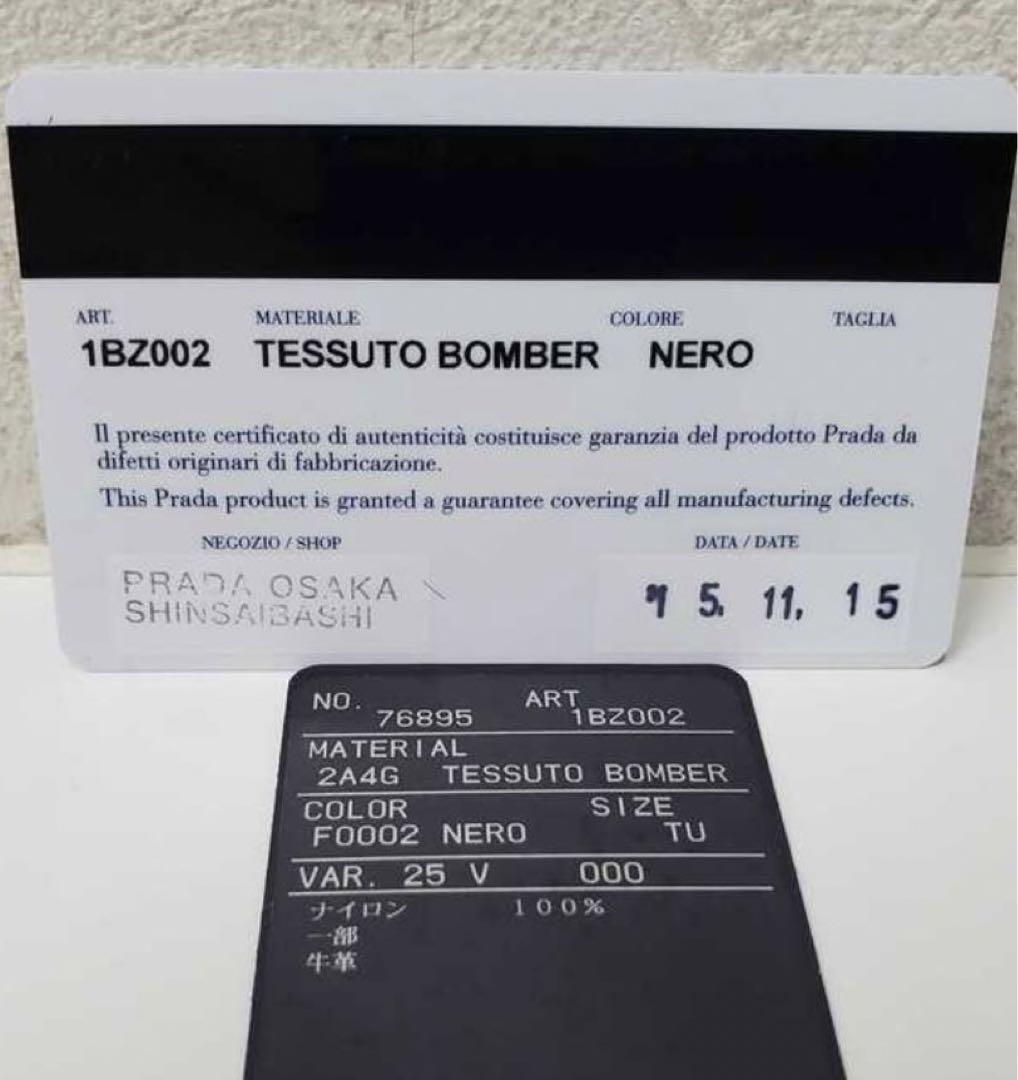 ART. MATERIALE COLORE TAGLIA
1BZ002 TESSUTO BOMBER NERO
Il presente certificato di autenticità costituisce garanzia del prodotto Prada da
difetti originari di fabbricazione.
This Prada product is granted a guarantee covering all manufacturing defects.
NEGOZIO / SHOP DATA / DATE
PRADA OSAKA
SHINSAIBASHI
5. 11. 15
NO. ART
76895 1BZ002
MATERIAL
2A4G TESSUTO BOMBER
COLOR SIZE
F0002 NERO TU
VAR. 25 V 000
ナイロン 100%
一部
牛革